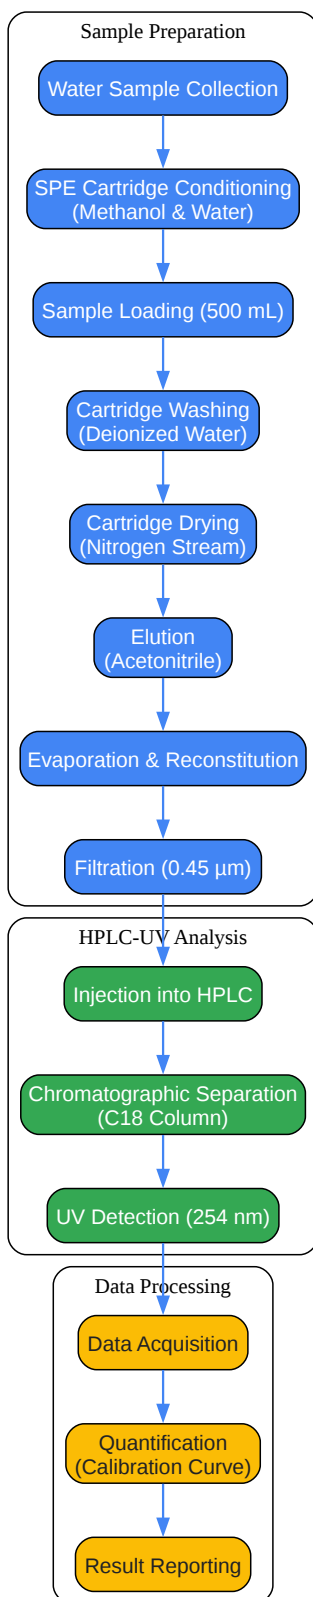 Sample Preparation
Water Sample Collection
SPE Cartridge Conditioning
(Methanol & Water)
Sample Loading (500 mL)
Cartridge Washing
(Deionized Water)
Cartridge Drying
(Nitrogen Stream)
Elution
(Acetonitrile)
Evaporation & Reconstitution
Filtration (0.45 µm)
HPLC-UV Analysis
Injection into HPLC
Chromatographic Separation
(C18 Column)
UV Detection (254 nm)
Data Processing
Data Acquisition
Quantification
(Calibration Curve)
Result Reporting